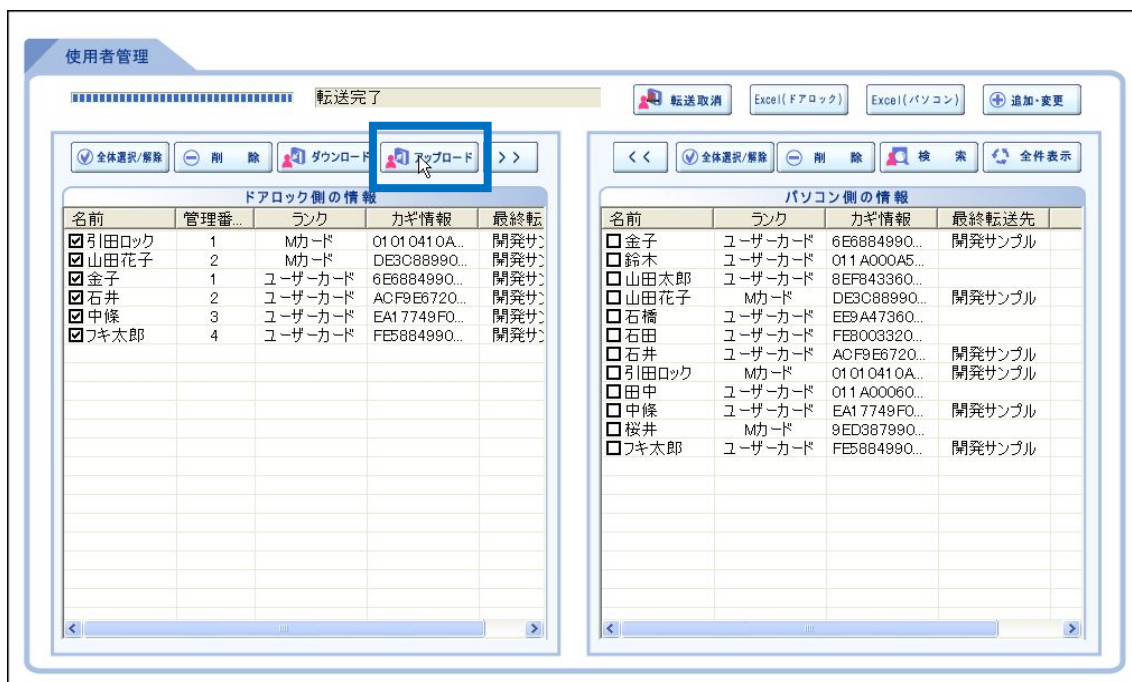 使用者管理
転送完了 転送取消 Excel(ドアロック) Excel(パソコン) 追加・変更
全体選択/解除 削 除 ダウンロード アップロード >>
ドアロック側の情報
名前 管理番... ランク カギ情報 最終転
引田ロック 1 Mカード 01010410A... 開発サン
山田花子 2 Mカード DE3C88990... 開発サン
金子 1 ユーザーカード 6E6884990... 開発サン
石井 2 ユーザーカード ACF9E6720... 開発サン
中條 3 ユーザーカード EA17749F0... 開発サン
フキ太郎 4 ユーザーカード FE5884990... 開発サン
<< 全体選択/解除 削 除 検 索 全件表示
パソコン側の情報
名前 ランク カギ情報 最終転送先
金子 ユーザーカード 6E6884990... 開発サンプル
鈴木 ユーザーカード 011A000A5...
山田太郎 ユーザーカード 8EF843360...
山田花子 Mカード DE3C88990... 開発サンプル
石橋 ユーザーカード EE9A47360...
石田 ユーザーカード FE8003320...
石井 ユーザーカード ACF9E6720... 開発サンプル
引田ロック Mカード 01010410A... 開発サンプル
田中 ユーザーカード 011A00060...
中條 ユーザーカード EA17749F0... 開発サンプル
桜井 Mカード 9ED387990...
フキ太郎 ユーザーカード FE5884990... 開発サンプル